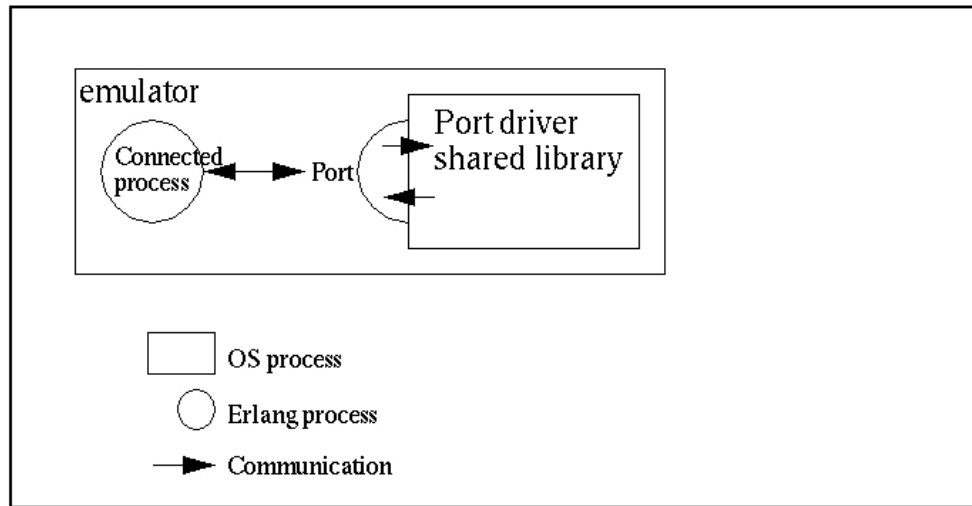 emulator
Connected
process
Port
Port driver
shared library
OS process
Erlang process
Communication